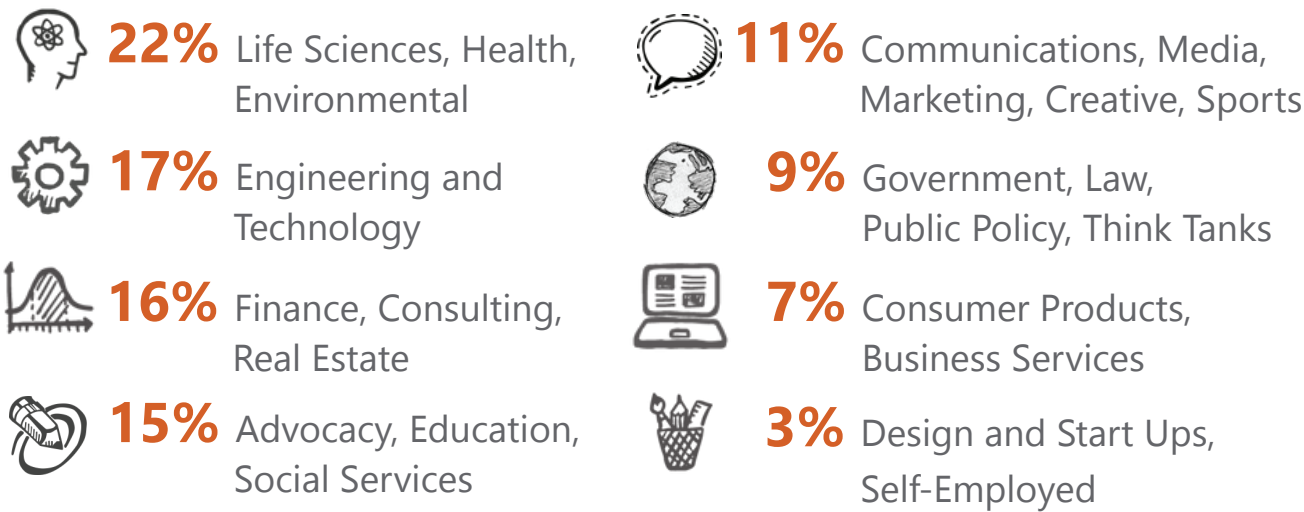 22% Life Sciences, Health,
Environmental
17% Engineering and
Technology
16% Finance, Consulting,
Real Estate
15% Advocacy, Education,
Social Services
11% Communications, Media,
Marketing, Creative, Sports
9% Government, Law,
Public Policy, Think Tanks
7% Consumer Products,
Business Services
3% Design and Start Ups,
Self-Employed